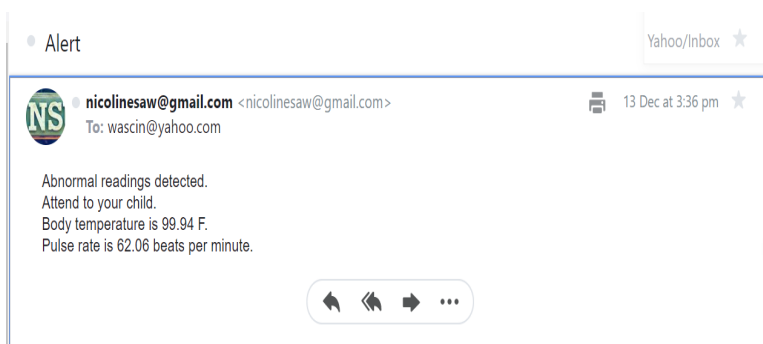 Alert
Yahoo/Inbox
NS
nicolinesaw@gmail.com <nicolinesaw@gmail.com>
13 Dec at 3:36 pm
To: wascin@yahoo.com
Abnormal readings detected.
Attend to your child.
Body temperature is 99.94 F.
Pulse rate is 62.06 beats per minute.